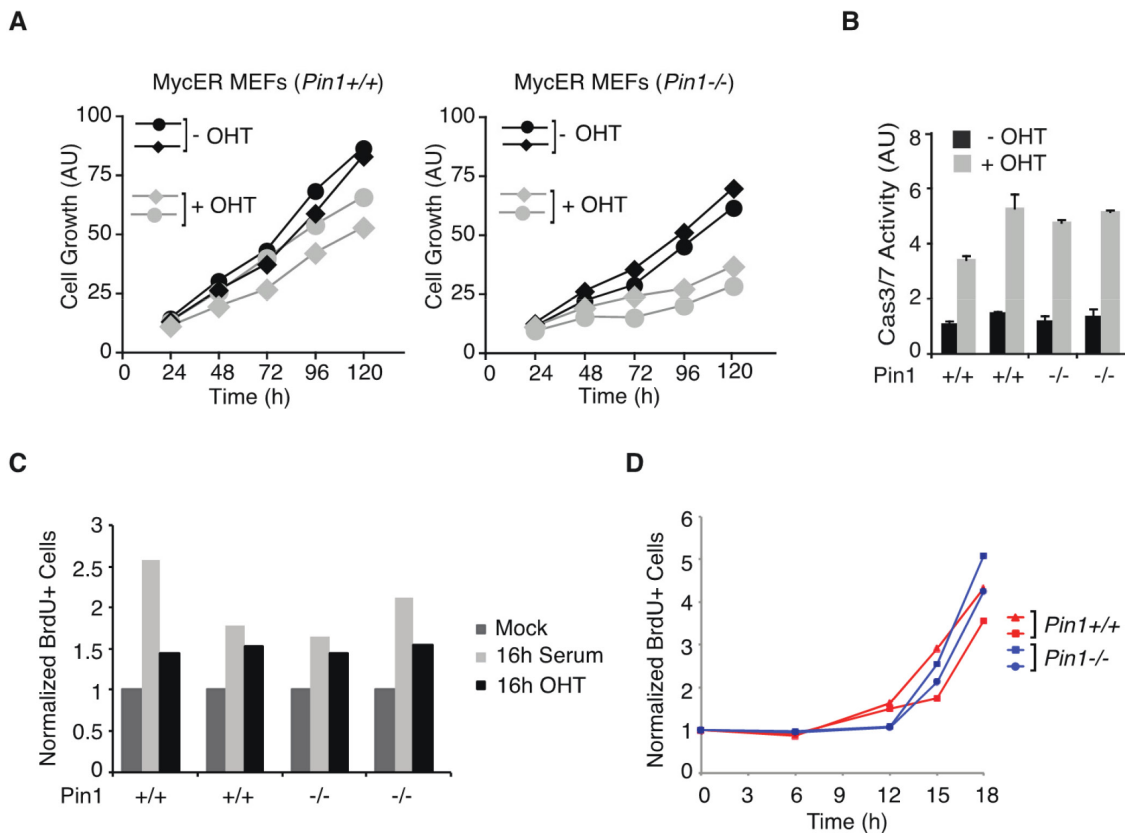 A
MycER MEFs (Pin1+/+)
Cell Growth (AU)
100
75
50
25
0
- OHT
+ OHT
0 24 48 72 96 120
Time (h)
MycER MEFs (Pin1-/-)
Cell Growth (AU)
100
75
50
25
0
- OHT
+ OHT
0 24 48 72 96 120
Time (h)
B
- OHT
+ OHT
Cas3/7 Activity (AU)
8
6
4
2
0
Pin1 +/+ +/+ -/- -/-
C
Normalized BrdU+ Cells
3
2.5
2
1.5
1
0.5
0
Pin1 +/+ +/+ -/- -/-
Mock
16h Serum
16h OHT
D
Normalized BrdU+ Cells
6
5
4
3
2
1
0
0 6 12 15 18
Time (h)
Pin1+/+
Pin1-/-